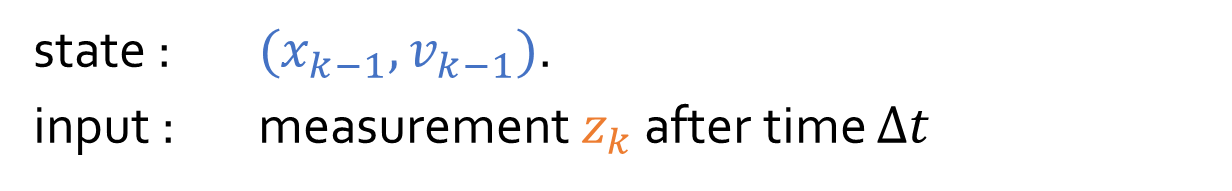 state : (x_{k−1}, v_{k−1}).
input : measurement z_k after time Δt